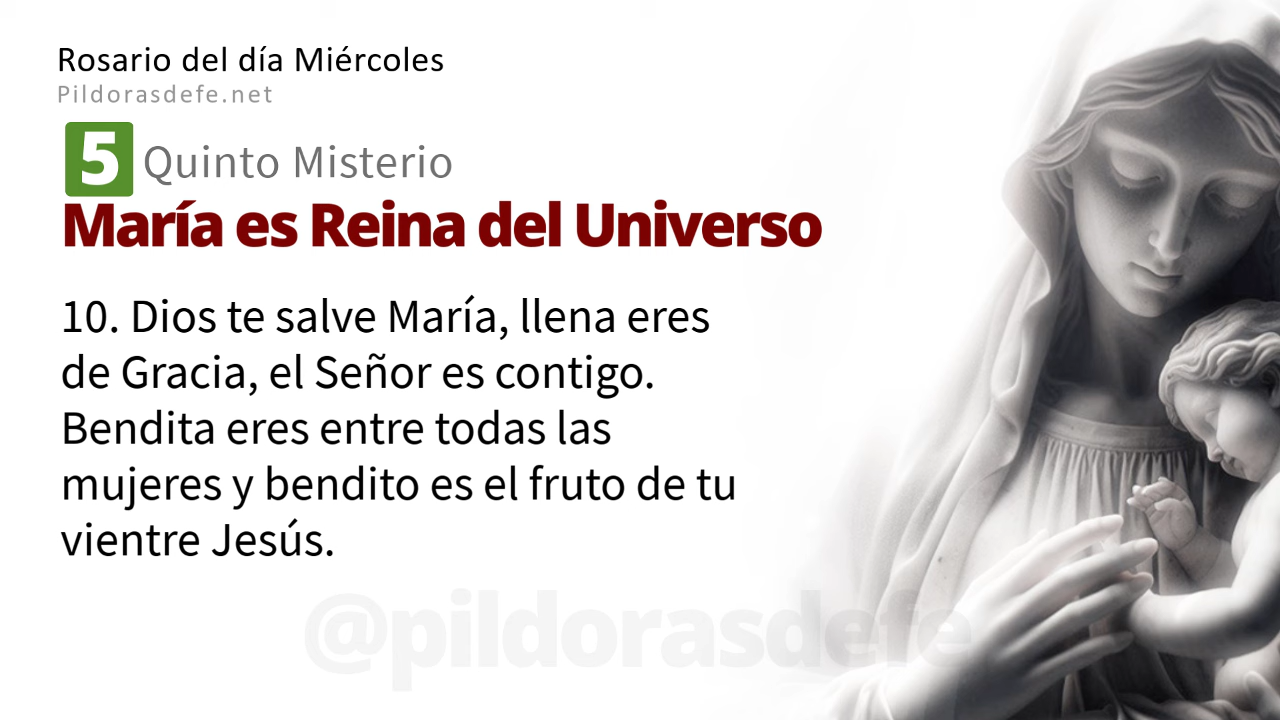 Rosario del día Miércoles
Pildorasdefe.net
5 Quinto Misterio
María es Reina del Universo
10. Dios te salve María, llena eres
de Gracia, el Señor es contigo.
Bendita eres entre todas las
mujeres y bendito es el fruto de tu
vientre Jesús.
@pildorasdefe